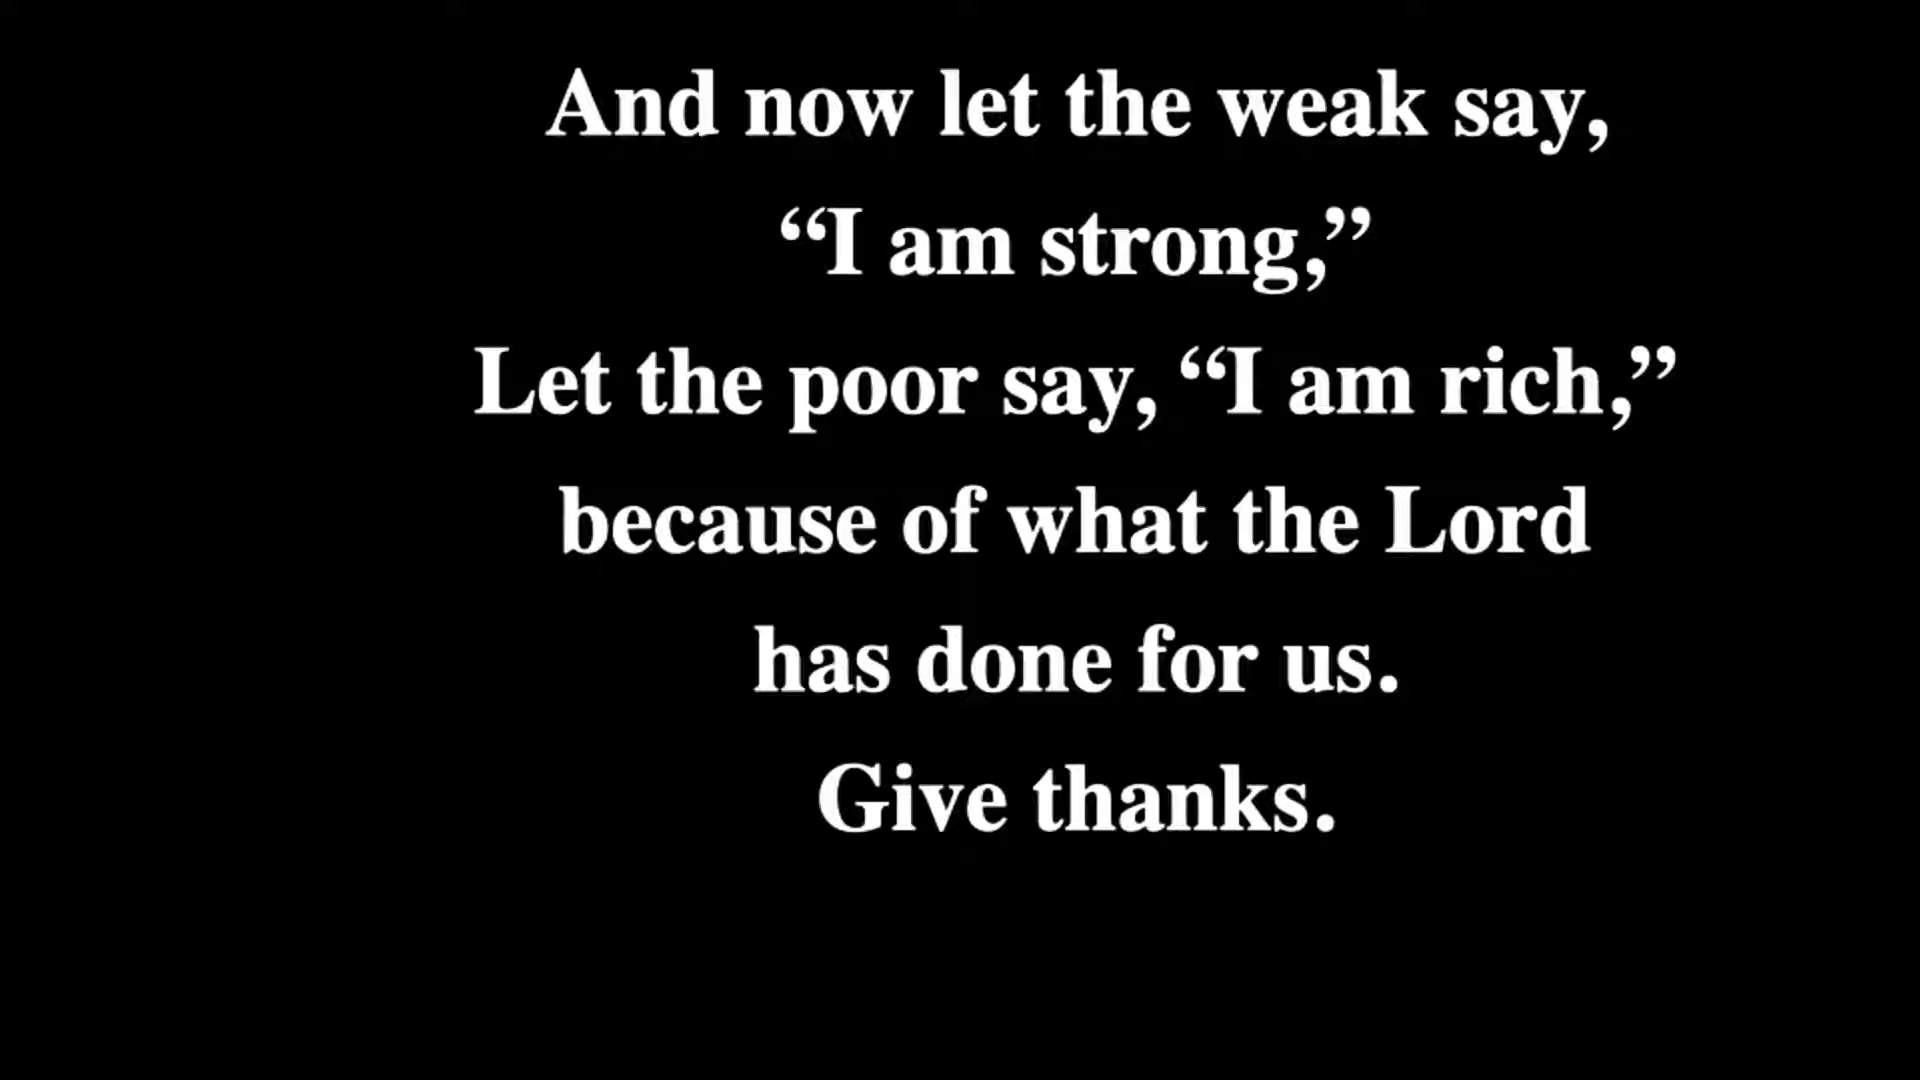 And now let the weak say,
“I am strong,”
Let the poor say, “I am rich,”
because of what the Lord
has done for us.
Give thanks.